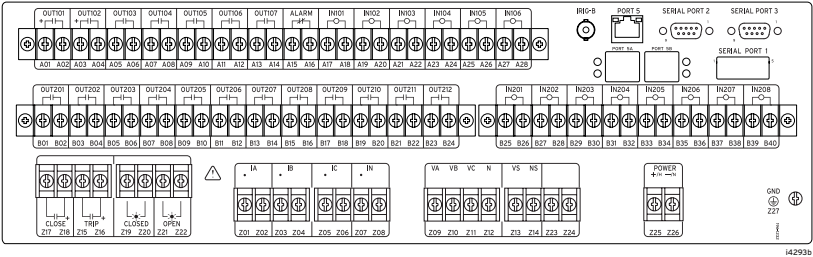 OUT101 OUT102 OUT103 OUT104 OUT105 OUT106 OUT107 ALARM IN101 IN102 IN103 IN104 IN105 IN106
+ +
A01 A02 A03 A04 A05 A06 A07 A08 A09 A10 A11 A12 A13 A14 A15 A16 A17 A18 A19 A20 A21 A22 A23 A24 A25 A26 A27 A28
IRIG-B PORT 5 SERIAL PORT 2 SERIAL PORT 3
PORT 5A PORT 5B SERIAL PORT 1
OUT201 OUT202 OUT203 OUT204 OUT205 OUT206 OUT207 OUT208 OUT209 OUT210 OUT211 OUT212
B01 B02 B03 B04 B05 B06 B07 B08 B09 B10 B11 B12 B13 B14 B15 B16 B17 B18 B19 B20 B21 B22 B23 B24
IN201 IN202 IN203 IN204 IN205 IN206 IN207 IN208
B25 B26 B27 B28 B29 B30 B31 B32 B33 B34 B35 B36 B37 B38 B39 B40
+ +
CLOSE TRIP CLOSED OPEN
Z17 Z18 Z15 Z16 Z19 Z20 Z21 Z22
IA IB IC IN
Z01 Z02 Z03 Z04 Z05 Z06 Z07 Z08
VA VB VC N VS NS
Z09 Z10 Z11 Z12 Z13 Z14 Z23 Z24
POWER
+/H −/N
Z25 Z26
GND
Z27
i4293b